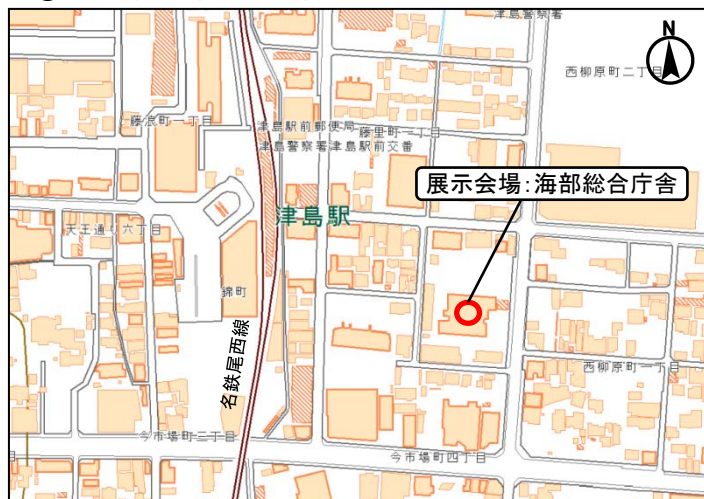 津島警察署
N
西柳原町二丁目
藤浪町一丁目
津島駅前郵便局
藤里町一丁目
津島警察署津島駅前交番
展示会場:海部総合庁舎
津島駅
天王通り六丁目
錦町
名鉄尾西線
西柳原町一丁目
今市場町二丁目
今市場町四丁目
目